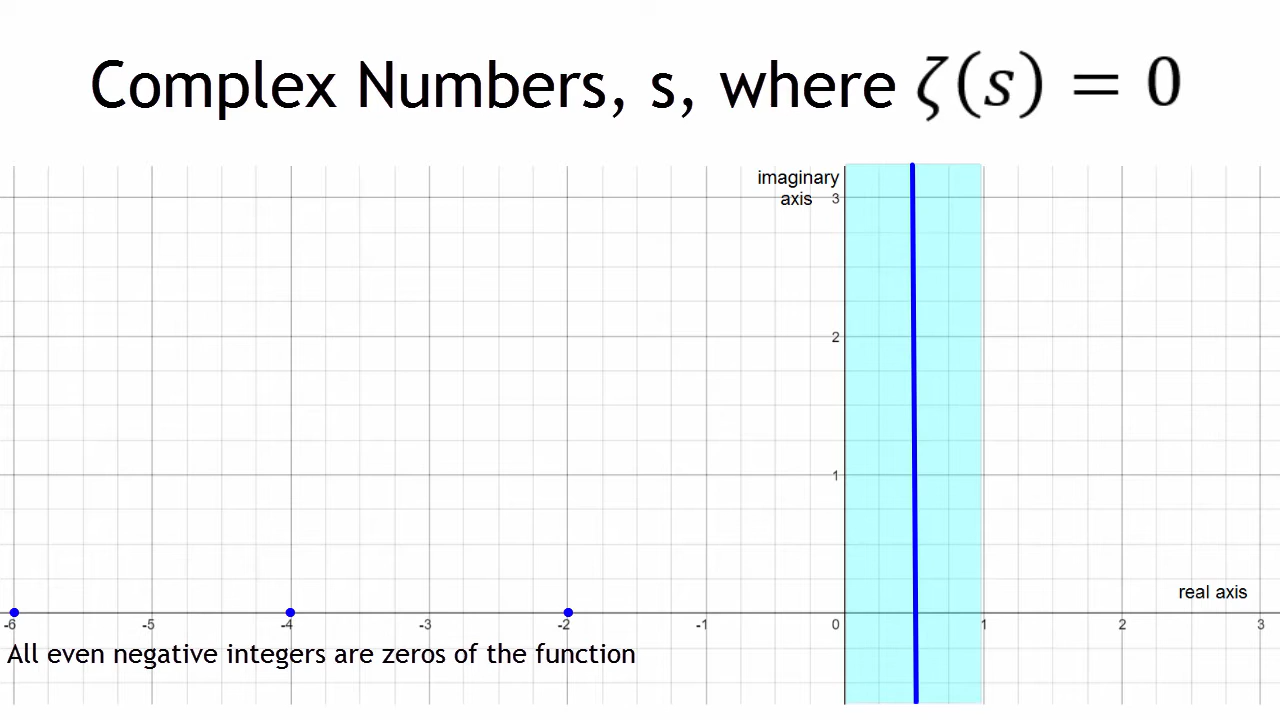 Complex Numbers, s, where ζ(s) = 0
imaginary
axis
3
2
1
real axis
-6 -5 -4 -3 -2 -1 0 1 2 3
All even negative integers are zeros of the function